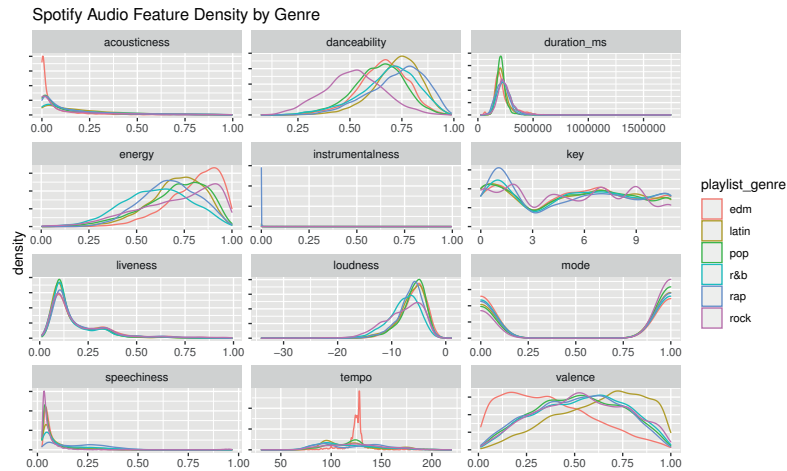 Spotify Audio Feature Density by Genre
acousticness danceability duration_ms
0.00 0.25 0.50 0.75 1.00 0.25 0.50 0.75 1.00 0 500000 1000000 1500000
energy instrumentalness key
0.00 0.25 0.50 0.75 1.00 0.00 0.25 0.50 0.75 1.00 0 3 6 9
density
liveness loudness mode
0.00 0.25 0.50 0.75 1.00 −30 −20 −10 0 0.00 0.25 0.50 0.75 1.00
speechiness tempo valence
0.00 0.25 0.50 0.75 1.00 50 100 150 200 0.00 0.25 0.50 0.75 1.00
playlist_genre
edm
latin
pop
r&b
rap
rock